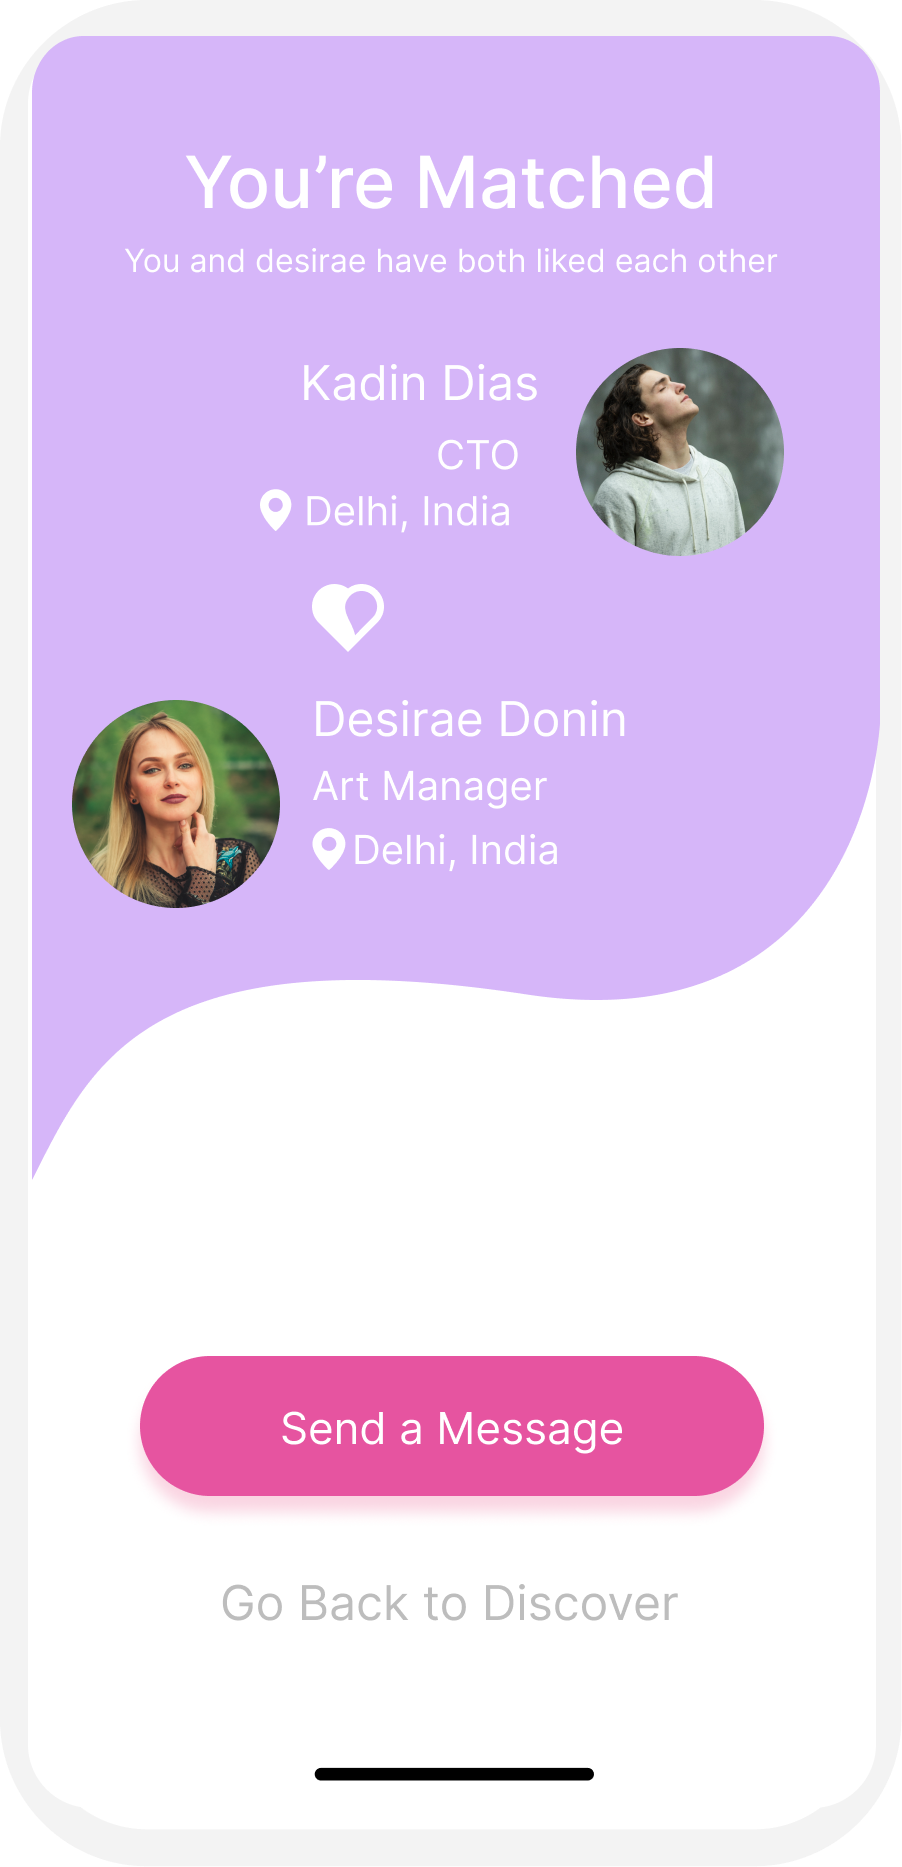 You’re Matched
You and desirae have both liked each other
Kadin Dias
CTO
Delhi, India
Desirae Donin
Art Manager
Delhi, India
Send a Message
Go Back to Discover